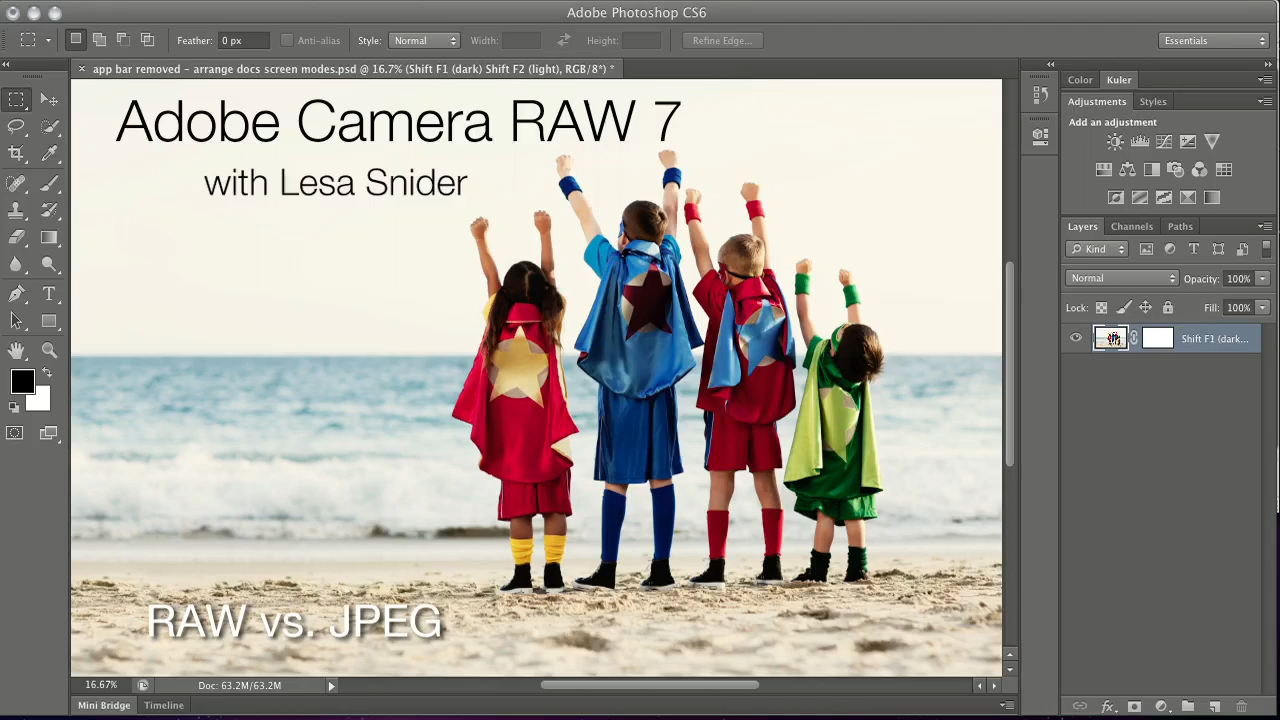 Adobe Photoshop CS6
Feather: 0 px Anti-alias Style: Normal Width: Height: Refine Edge... Essentials
× app bar removed – arrange docs screen modes.psd @ 16.7% (Shift F1 (dark) Shift F2 (light), RGB/8*) *
Color Kuler
Adjustments Styles
Add an adjustment
Adobe Camera RAW 7
with Lesa Snider
Layers Channels Paths
Kind
Normal Opacity: 100%
Lock: Fill: 100%
Shift F1 (dark...
RAW vs. JPEG
16.67% Doc: 63.2M/63.2M
Mini Bridge Timeline